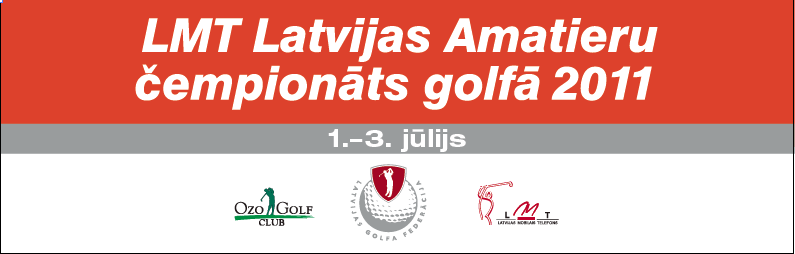 LMT Latvijas Amatieru
čempionāts golfā 2011
1.–3. jūlijs
OZO GOLF
CLUB
LATVIJAS GOLFA FEDERĀCIJA
L M T
LATVIJAS MOBILAIS TELEFONS